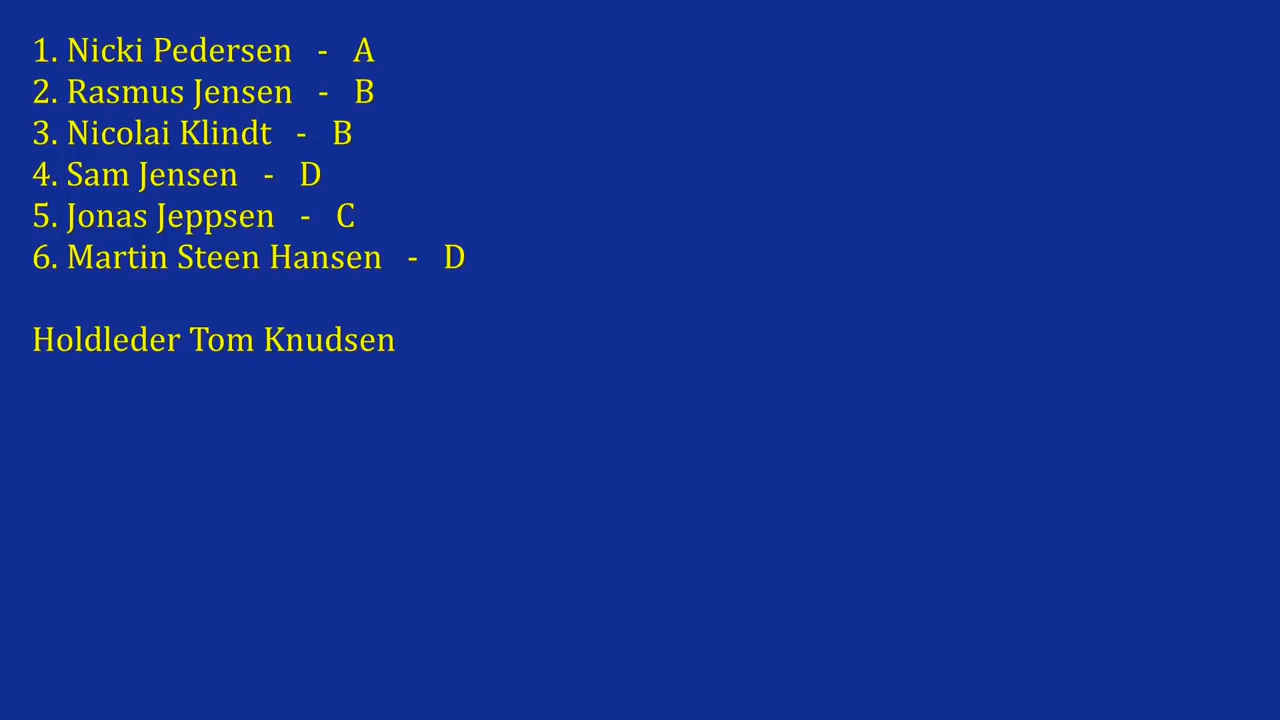 1. Nicki Pedersen - A
2. Rasmus Jensen - B
3. Nicolai Klindt - B
4. Sam Jensen - D
5. Jonas Jeppsen - C
6. Martin Steen Hansen - D
Holdleder Tom Knudsen